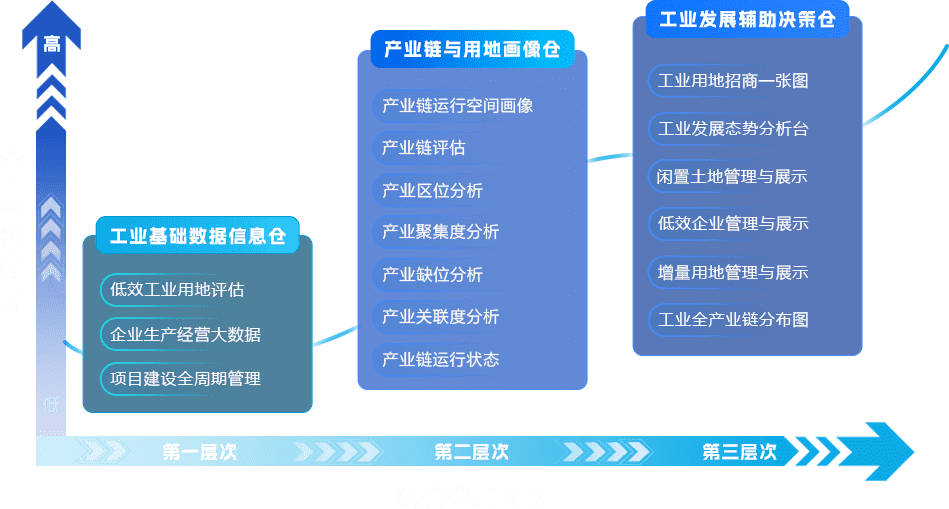 高
低
工业基础数据信息仓
低效工业用地评估
企业生产经营大数据
项目建设全周期管理
产业链与用地画像仓
产业链运行空间画像
产业链评估
产业区位分析
产业聚集度分析
产业缺位分析
产业关联度分析
产业链运行状态
工业发展辅助决策仓
工业用地招商一张图
工业发展态势分析台
闲置土地管理与展示
低效企业管理与展示
增量用地管理与展示
工业全产业链分布图
第一层次
第二层次
第三层次